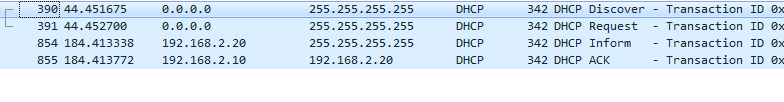 390 44.451675 0.0.0.0 255.255.255.255 DHCP 342 DHCP Discover - Transaction ID 0x
391 44.452700 0.0.0.0 255.255.255.255 DHCP 342 DHCP Request - Transaction ID 0x
854 184.413338 192.168.2.20 255.255.255.255 DHCP 342 DHCP Inform - Transaction ID 0x
855 184.413772 192.168.2.10 192.168.2.20 DHCP 342 DHCP ACK - Transaction ID 0x